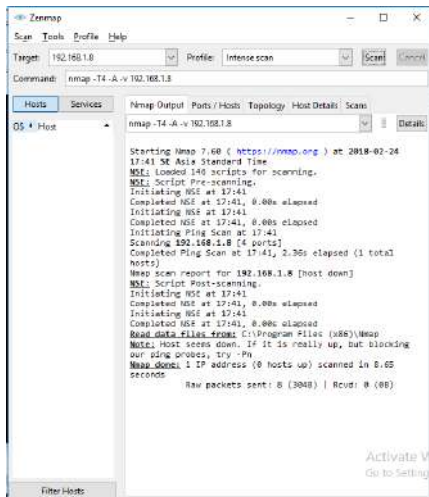 Zenmap
Scan Tools Profile Help
Target: 192.168.1.8 Profile: Intense scan Scan Cancel
Command: nmap -T4 -A -v 192.168.1.8
Hosts Services Nmap Output Ports / Hosts Topology Host Details Scans
OS Host nmap -T4 -A -v 192.168.1.8 Details
Starting Nmap 7.60 ( https://nmap.org ) at 2018-02-24
17:41 SE Asia Standard Time
NSE: Loaded 146 scripts for scanning.
NSE: Script Pre-scanning.
Initiating NSE at 17:41
Completed NSE at 17:41, 0.00s elapsed
Initiating NSE at 17:41
Completed NSE at 17:41, 0.00s elapsed
Initiating Ping Scan at 17:41
Scanning 192.168.1.8 [4 ports]
Completed Ping Scan at 17:41, 2.36s elapsed (1 total
hosts)
Nmap scan report for 192.168.1.8 [host down]
NSE: Script Post-scanning.
Initiating NSE at 17:41
Completed NSE at 17:41, 0.00s elapsed
Initiating NSE at 17:41
Completed NSE at 17:41, 0.00s elapsed
Read data files from: C:\Program Files (x86)\Nmap
Note: Host seems down. If it is really up, but blocking
our ping probes, try -Pn
Nmap done: 1 IP address (0 hosts up) scanned in 8.65
seconds
Raw packets sent: 8 (304B) | Rcvd: 0 (0B)
Activate W
Go to Setting
Filter Hosts